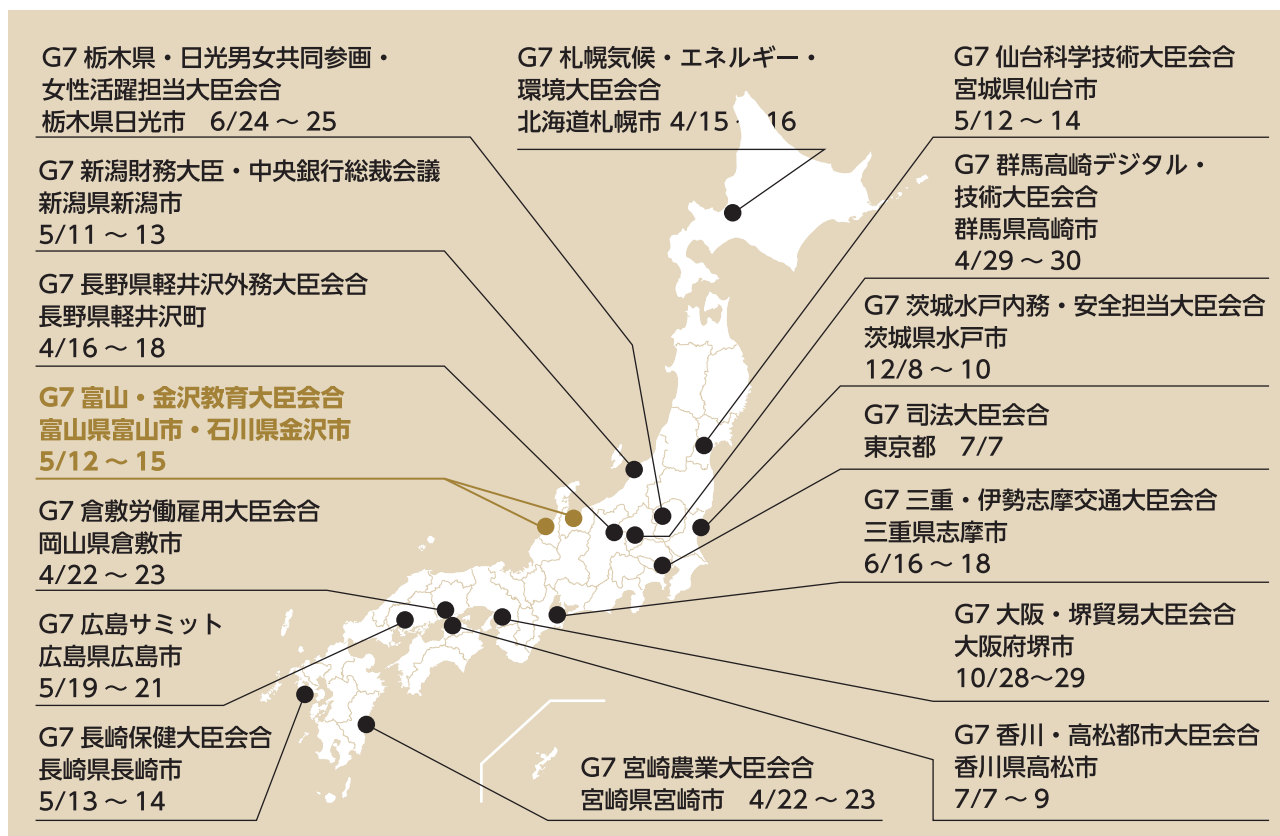 G7 栃木県・日光男女共同参画・
女性活躍担当大臣会合
栃木県日光市　6/24 ～ 25
G7 新潟財務大臣・中央銀行総裁会議
新潟県新潟市
5/11 ～ 13
G7 長野県軽井沢外務大臣会合
長野県軽井沢町
4/16 ～ 18
G7 富山・金沢教育大臣会合
富山県富山市・石川県金沢市
5/12 ～ 15
G7 倉敷労働雇用大臣会合
岡山県倉敷市
4/22 ～ 23
G7 広島サミット
広島県広島市
5/19 ～ 21
G7 長崎保健大臣会合
長崎県長崎市
5/13 ～ 14
G7 札幌気候・エネルギー・
環境大臣会合
北海道札幌市 4/15 ～ 16
G7 宮崎農業大臣会合
宮崎県宮崎市　4/22 ～ 23
G7 仙台科学技術大臣会合
宮城県仙台市
5/12 ～ 14
G7 群馬高崎デジタル・
技術大臣会合
群馬県高崎市
4/29 ～ 30
G7 茨城水戸内務・安全担当大臣会合
茨城県水戸市
12/8 ～ 10
G7 司法大臣会合
東京都　7/7
G7 三重・伊勢志摩交通大臣会合
三重県志摩市
6/16 ～ 18
G7 大阪・堺貿易大臣会合
大阪府堺市
10/28～29
G7 香川・高松都市大臣会合
香川県高松市
7/7 ～ 9